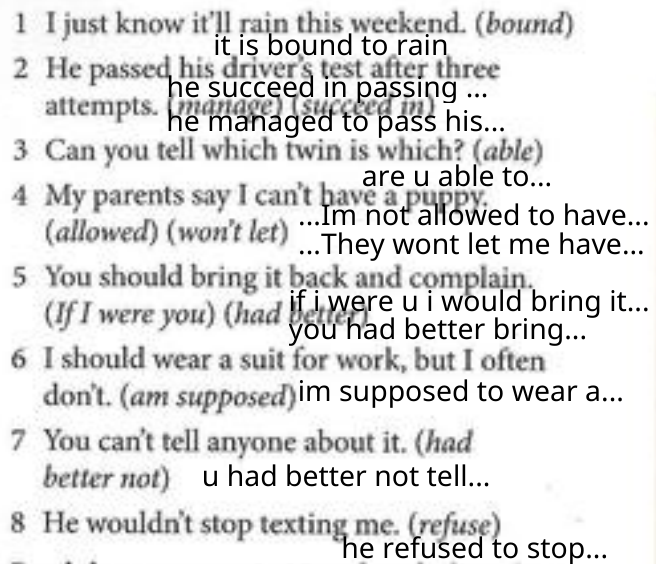 1 I just know it'll rain this weekend. (bound)
it is bound to rain
2 He passed his driver's test after three
he succeed in passing ...
attempts. (manage) (succeed in)
he managed to pass his...
3 Can you tell which twin is which? (able)
are u able to...
4 My parents say I can't have a puppy.
...Im not allowed to have...
(allowed) (won't let)
...They wont let me have...
5 You should bring it back and complain.
if i were u i would bring it...
(If I were you) (had better)
you had better bring...
6 I should wear a suit for work, but I often
don't. (am supposed)im supposed to wear a...
7 You can't tell anyone about it. (had
better not) u had better not tell...
8 He wouldn't stop texting me. (refuse)
he refused to stop...